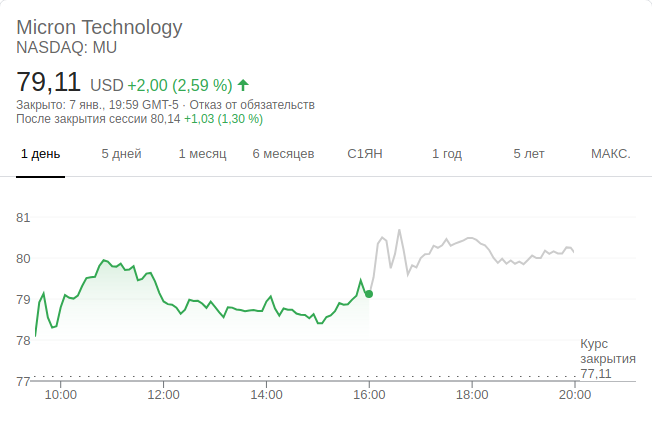 Micron Technology
NASDAQ: MU
79,11 USD +2,00 (2,59 %)
Закрыто: 7 янв., 19:59 GMT-5 · Отказ от обязательств
После закрытия сессии 80,14 +1,03 (1,30 %)
1 день 5 дней 1 месяц 6 месяцев С1ЯН 1 год 5 лет МАКС.
81
80
79
78
Курс
закрытия
77,11
77
10:00 12:00 14:00 16:00 18:00 20:00